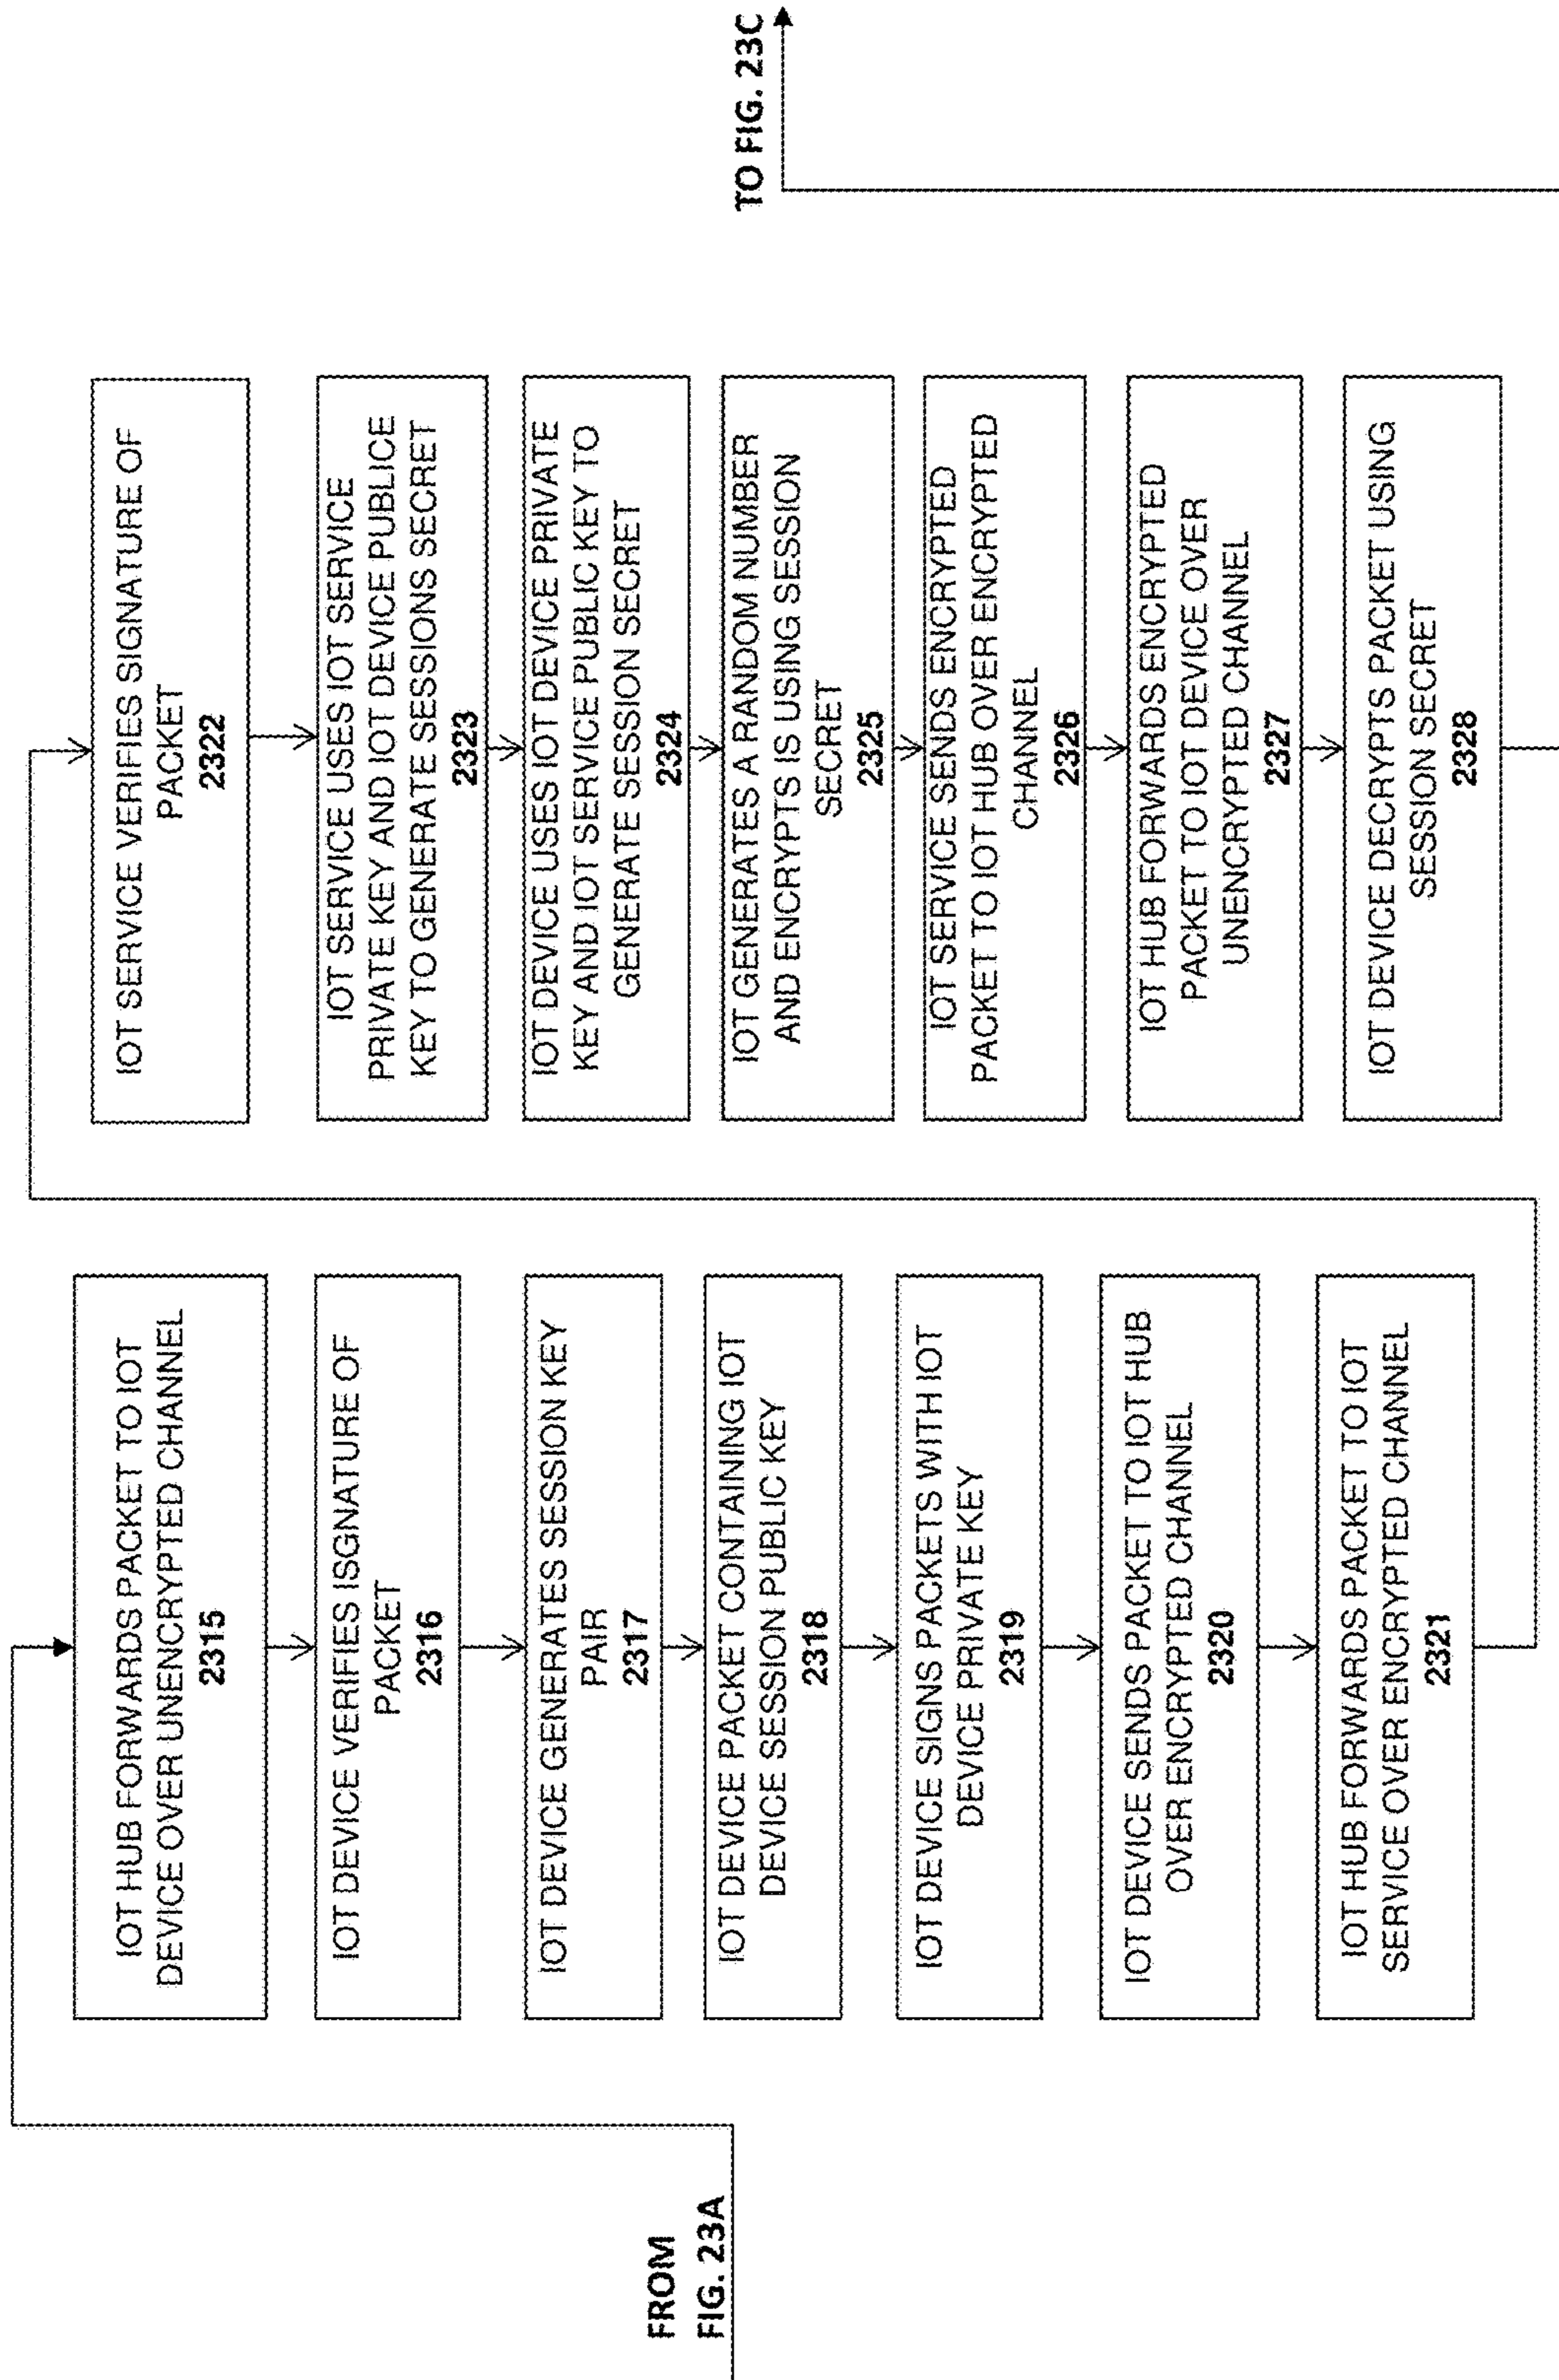 FROM
FIG. 23A
IOT HUB FORWARDS PACKET TO IOT
DEVICE OVER UNENCRYPTED CHANNEL
2315
IOT DEVICE VERIFIES ISGNATURE OF
PACKET
2316
IOT DEVICE GENERATES SESSION KEY
PAIR
2317
IOT DEVICE PACKET CONTAINING IOT
DEVICE SESSION PUBLIC KEY
2318
IOT DEVICE SIGNS PACKETS WITH IOT
DEVICE PRIVATE KEY
2319
IOT DEVICE SENDS PACKET TO IOT HUB
OVER ENCRYPTED CHANNEL
2320
IOT HUB FORWARDS PACKET TO IOT
SERVICE OVER ENCRYPTED CHANNEL
2321
IOT SERVICE VERIFIES SIGNATURE OF
PACKET
2322
IOT SERVICE USES IOT SERVICE
PRIVATE KEY AND IOT DEVICE PUBLICE
KEY TO GENERATE SESSIONS SECRET
2323
IOT DEVICE USES IOT DEVICE PRIVATE
KEY AND IOT SERVICE PUBLIC KEY TO
GENERATE SESSION SECRET
2324
IOT GENERATES A RANDOM NUMBER
AND ENCRYPTS IS USING SESSION
SECRET
2325
IOT SERVICE SENDS ENCRYPTED
PACKET TO IOT HUB OVER ENCRYPTED
CHANNEL
2326
IOT HUB FORWARDS ENCRYPTED
PACKET TO IOT DEVICE OVER
UNENCRYPTED CHANNEL
2327
IOT DEVICE DECRYPTS PACKET USING
SESSION SECRET
2328
TO FIG. 23C